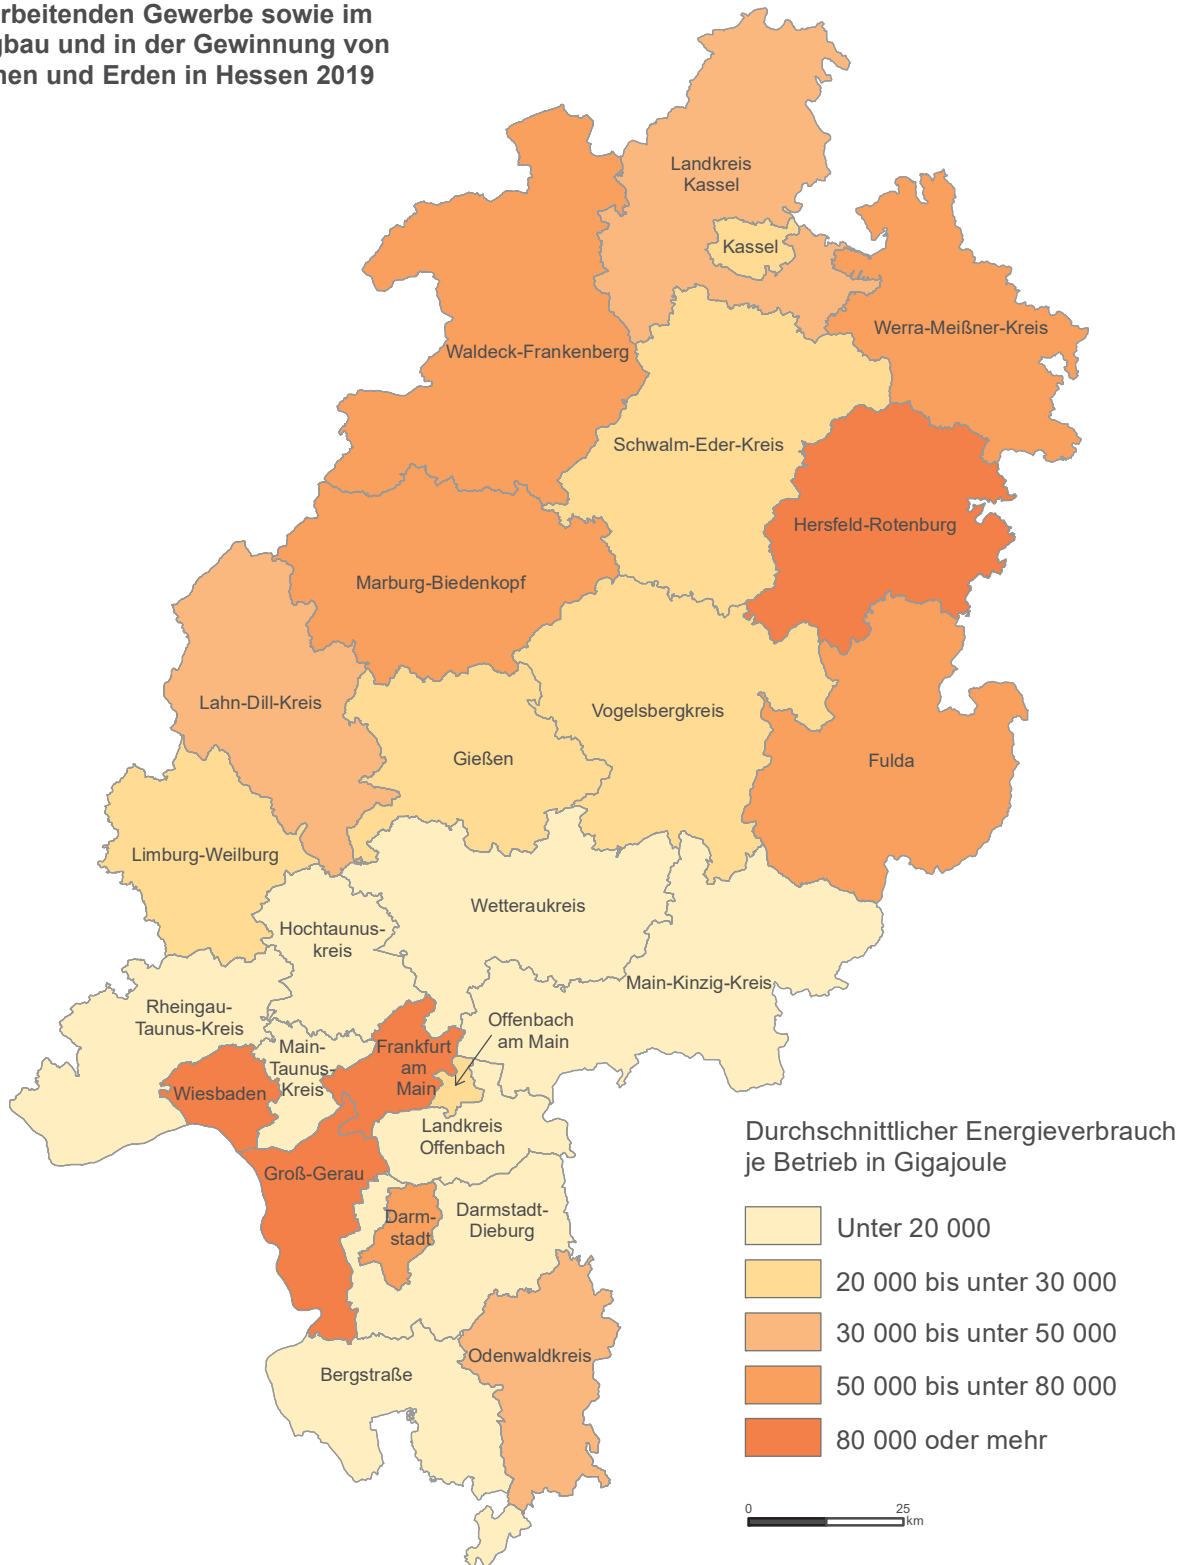 rbeitenden Gewerbe sowie im
gbau und in der Gewinnung von
nen und Erden in Hessen 2019
Landkreis
Kassel
Kassel
Werra-Meißner-Kreis
Waldeck-Frankenberg
Schwalm-Eder-Kreis
Hersfeld-Rotenburg
Marburg-Biedenkopf
Lahn-Dill-Kreis
Vogelsbergkreis
Gießen
Fulda
Limburg-Weilburg
Wetteraukreis
Hochtaunus-
kreis
Main-Kinzig-Kreis
Rheingau-
Taunus-Kreis
Offenbach
am Main
Main-
Taunus-
Kreis
Frankfurt
am
Main
Wiesbaden
Landkreis
Offenbach
Groß-Gerau
Darm-
stadt
Darmstadt-
Dieburg
Odenwaldkreis
Bergstraße
Durchschnittlicher Energieverbrauch
je Betrieb in Gigajoule
Unter 20 000
20 000 bis unter 30 000
30 000 bis unter 50 000
50 000 bis unter 80 000
80 000 oder mehr
0 25
km